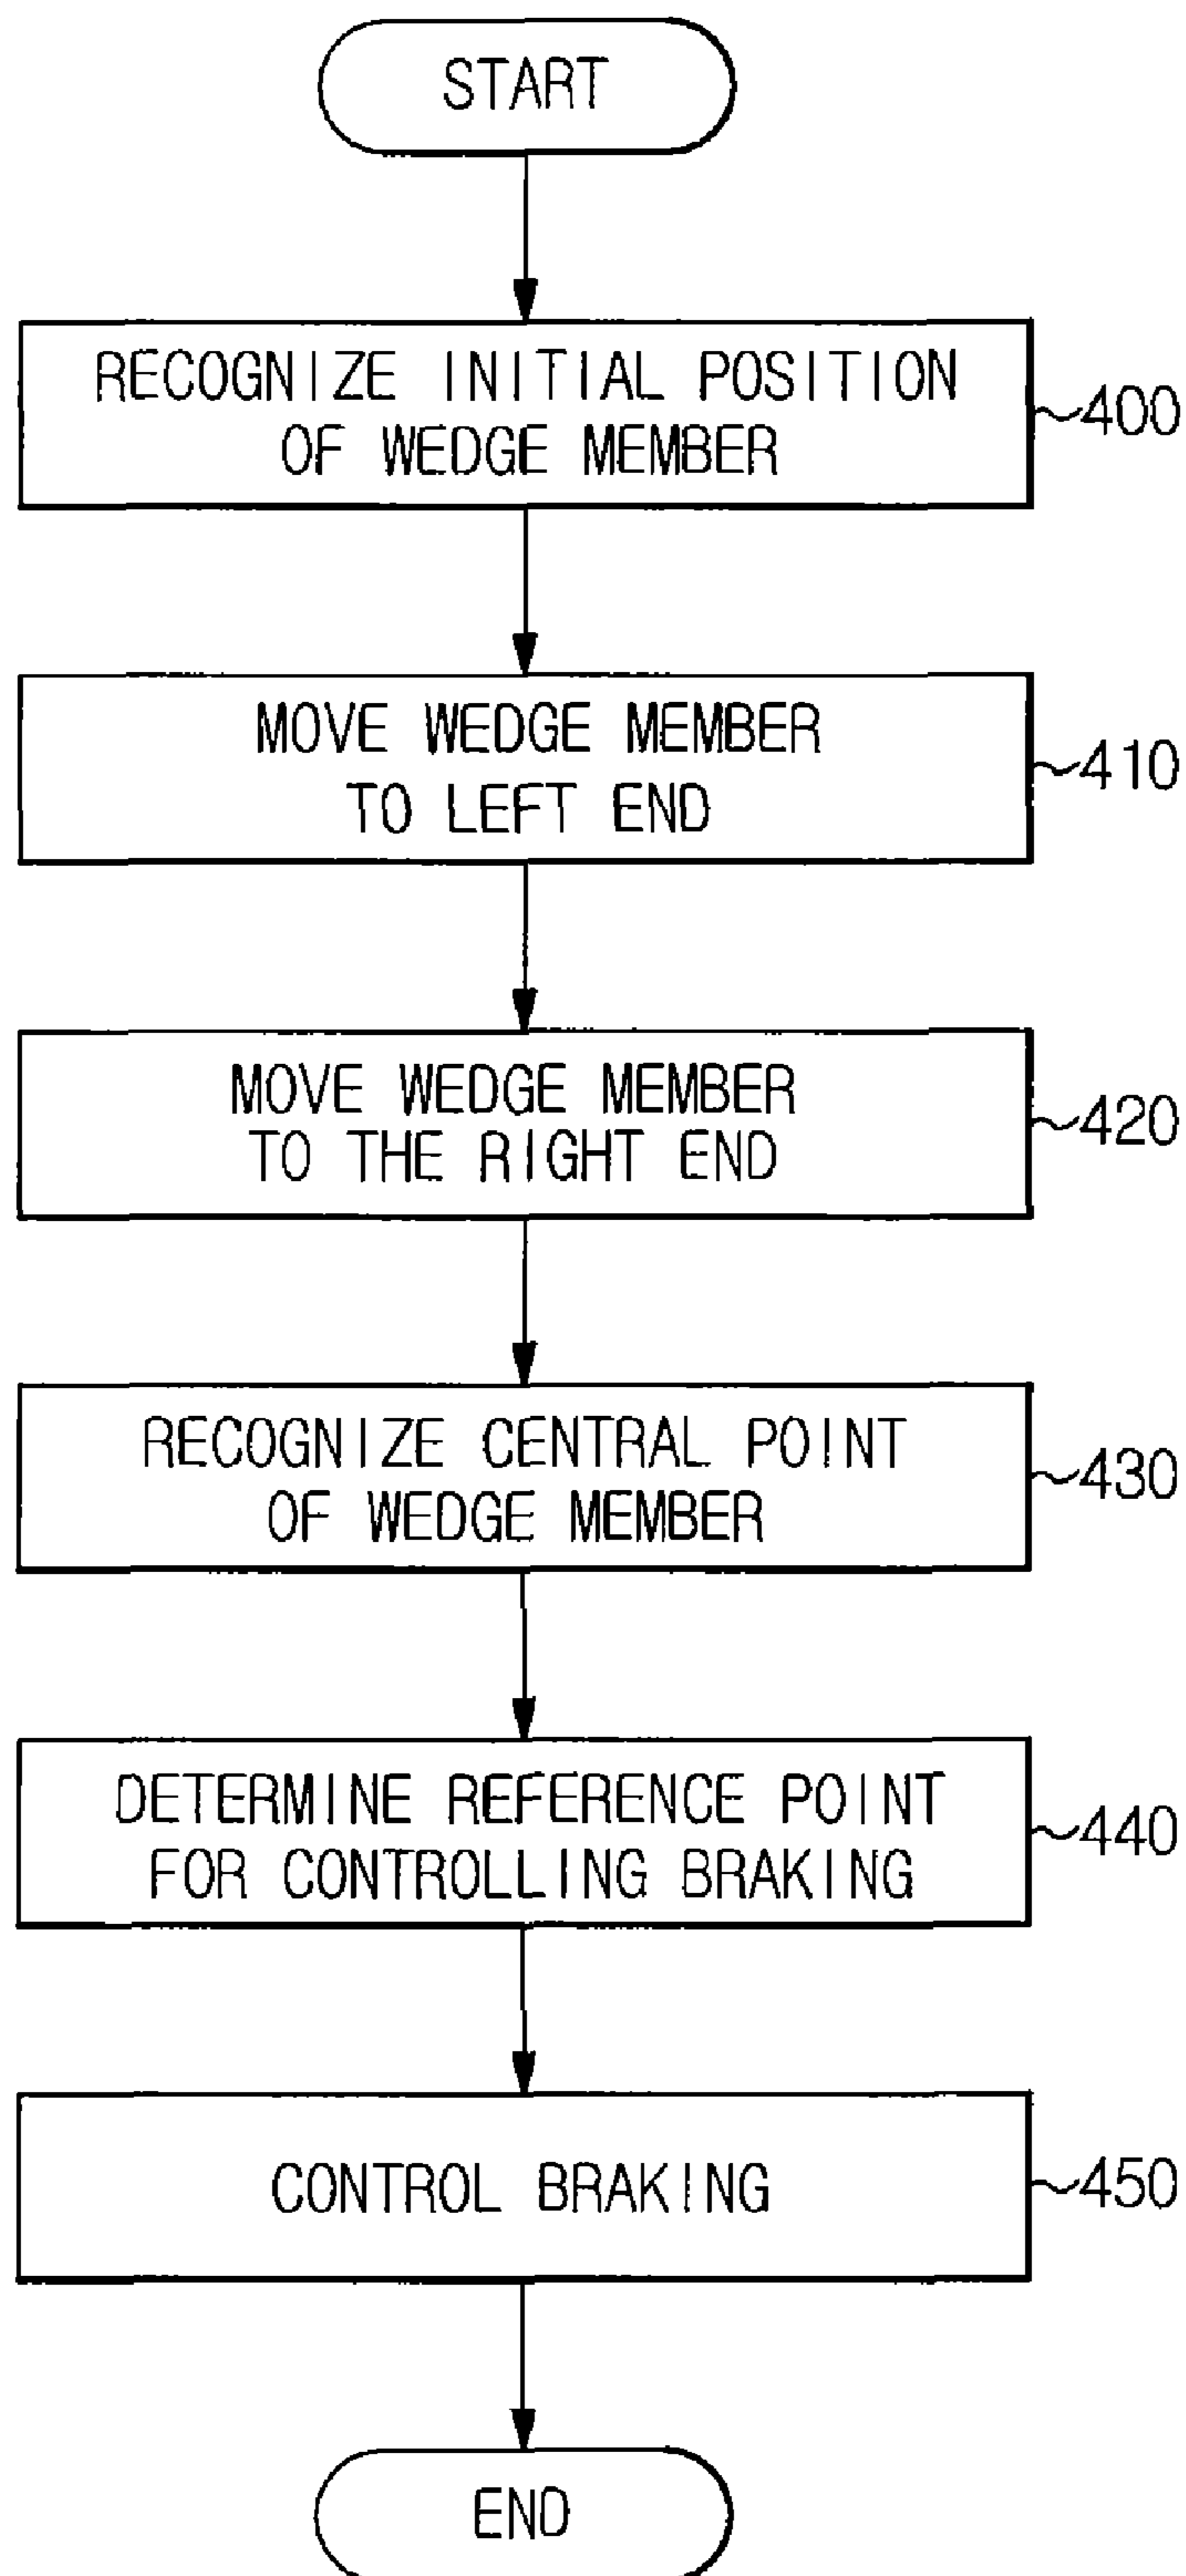 START
RECOGNIZE INITIAL POSITION
OF WEDGE MEMBER
400
MOVE WEDGE MEMBER
TO LEFT END
410
MOVE WEDGE MEMBER
TO THE RIGHT END
420
RECOGNIZE CENTRAL POINT
OF WEDGE MEMBER
430
DETERMINE REFERENCE POINT
FOR CONTROLLING BRAKING
440
CONTROL BRAKING
450
END